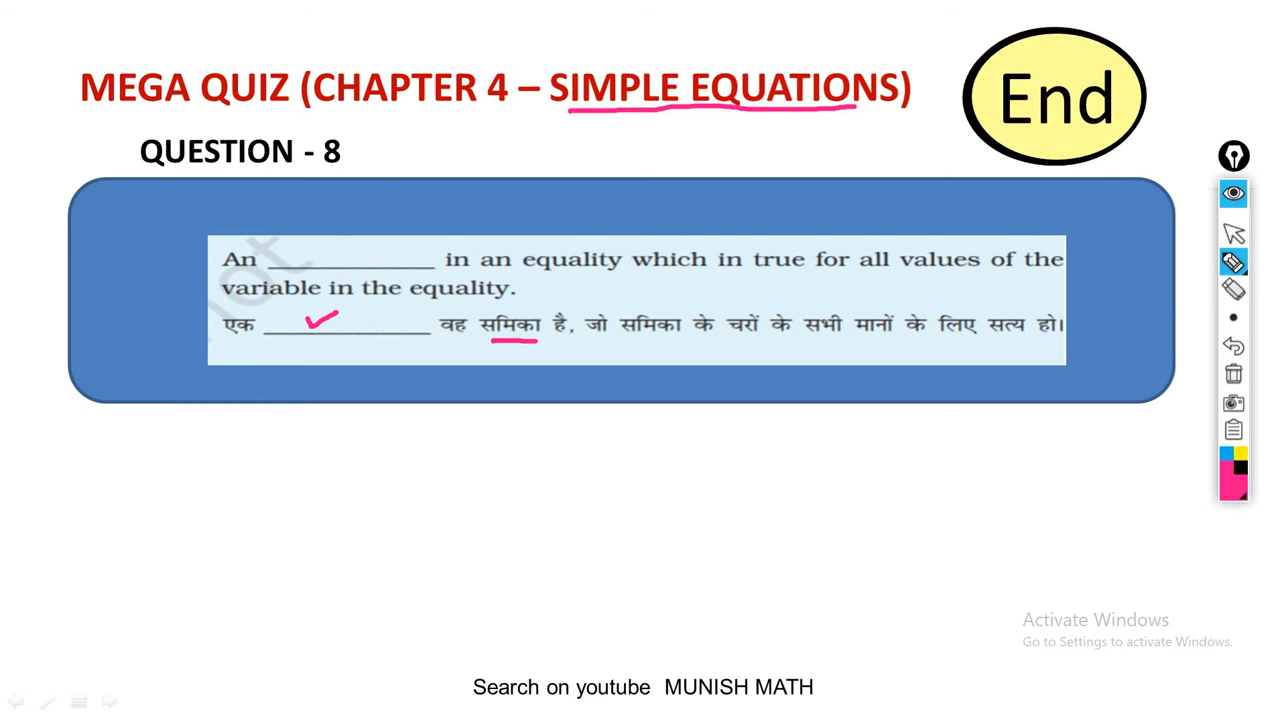 MEGA QUIZ (CHAPTER 4 – SIMPLE EQUATIONS)
End
QUESTION - 8
An ____________ in an equality which in true for all values of the
variable in the equality.
एक ____________ वह समिका है, जो समिका के चरों के सभी मानों के लिए सत्य हो।
Activate Windows
Go to Settings to activate Windows.
Search on youtube MUNISH MATH